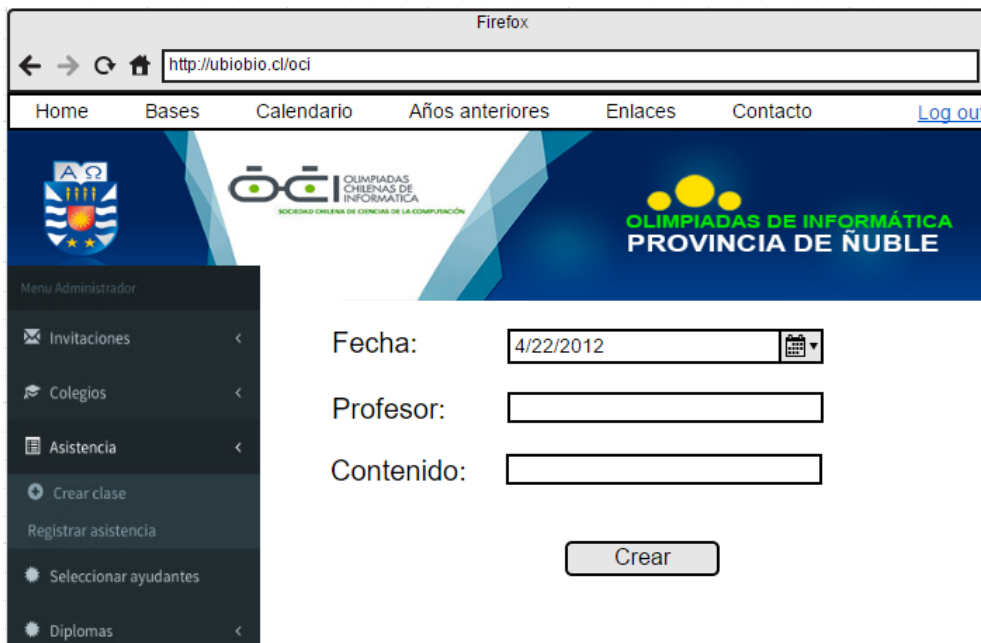 Firefox
http://ubiobio.cl/oci
Home Bases Calendario Años anteriores Enlaces Contacto Log out
Α Ω
ōc̄ı OLIMPIADAS
CHILENAS DE
INFORMATICA
SOCIEDAD CHILENA DE CIENCIAS DE LA COMPUTACIÓN
OLIMPIADAS DE INFORMÁTICA
PROVINCIA DE ÑUBLE
Menu Administrador
Invitaciones
Colegios
Asistencia
Crear clase
Registrar asistencia
Seleccionar ayudantes
Diplomas
Fecha: 4/22/2012
Profesor:
Contenido:
Crear